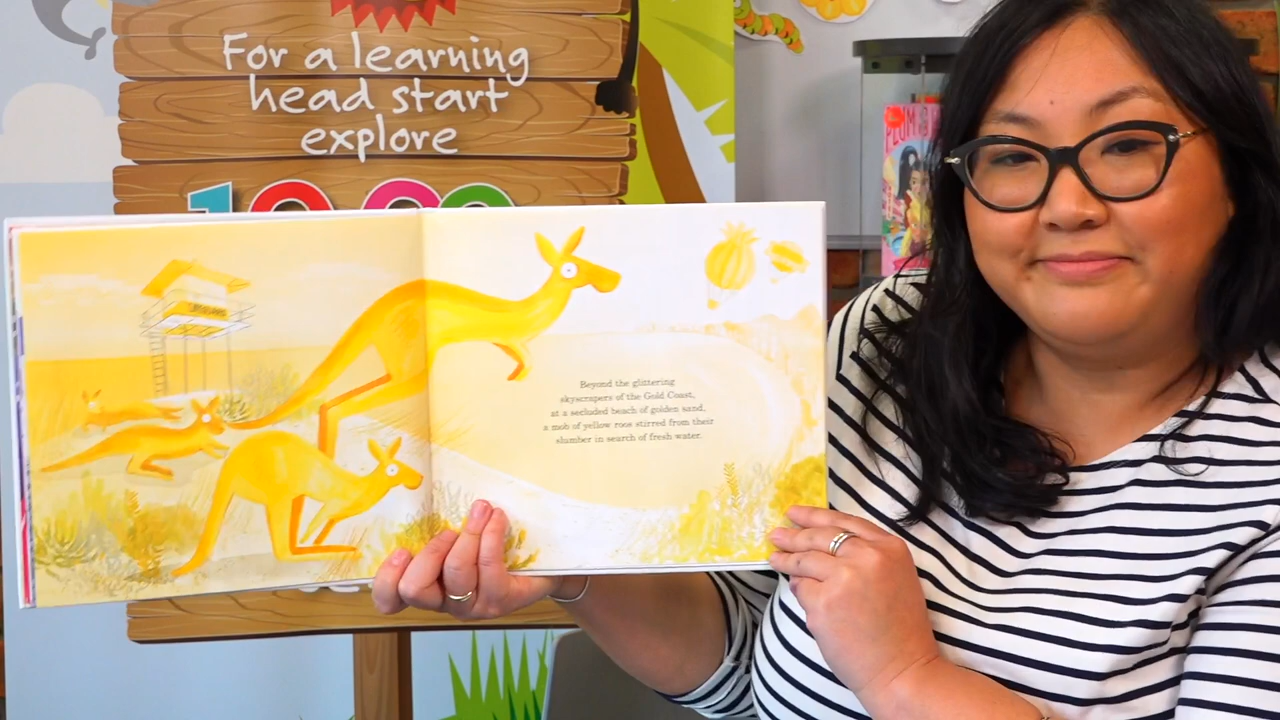 For a learning
head start
explore
Beyond the glittering
skyscrapers of the Gold Coast,
at a secluded beach of golden sand,
a mob of yellow roos stirred from their
slumber in search of fresh water.